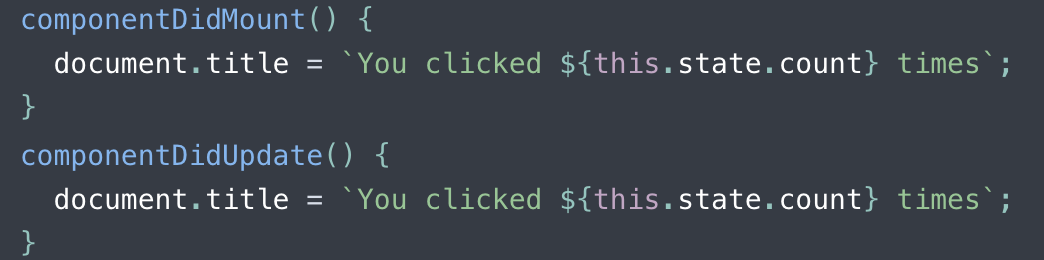 componentDidMount() {
  document.title = `You clicked ${this.state.count} times`;
}
componentDidUpdate() {
  document.title = `You clicked ${this.state.count} times`;
}